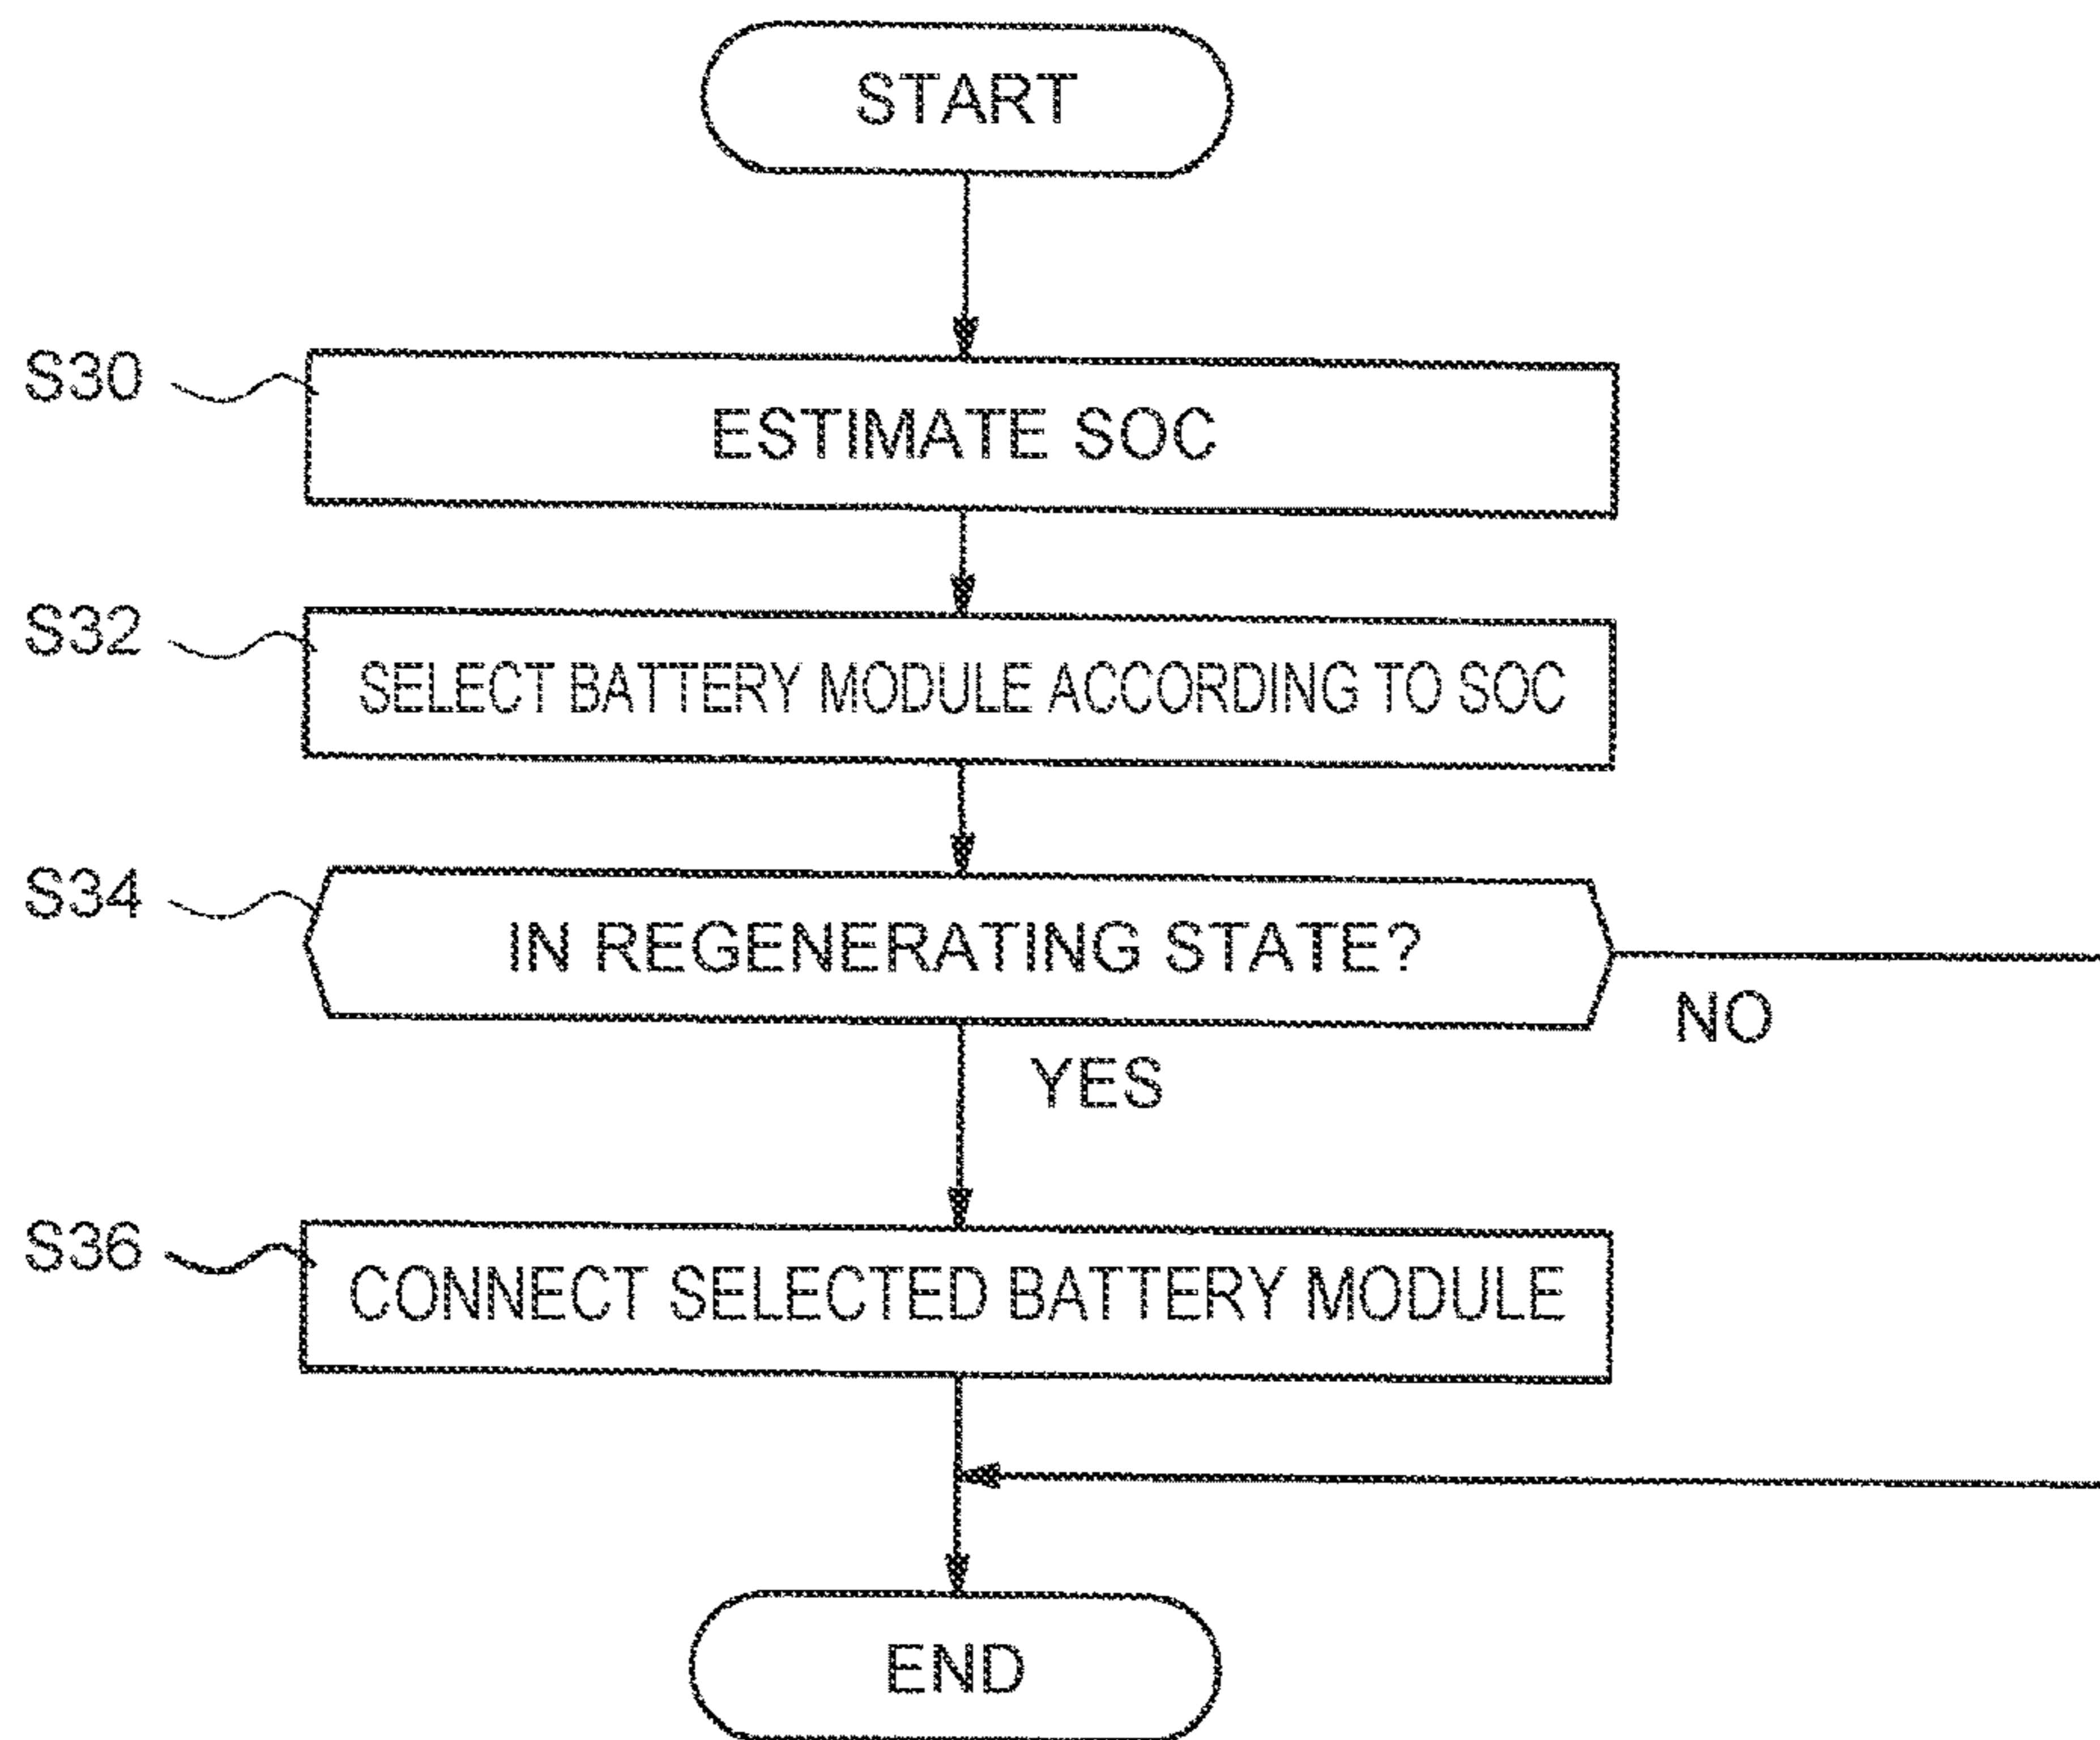 START
S30
ESTIMATE SOC
S32
SELECT BATTERY MODULE ACCORDING TO SOC
S34
IN REGENERATING STATE?
NO
YES
S36
CONNECT SELECTED BATTERY MODULE
END